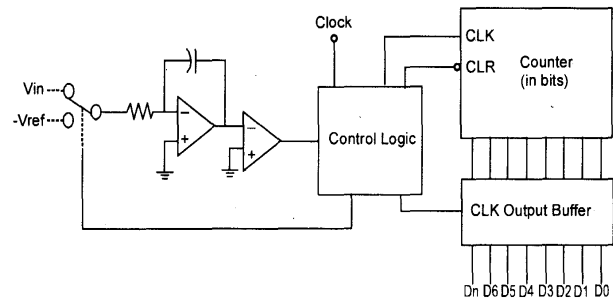 Clock
CLK
Counter
(in bits)
CLR
Vin
-Vref
−
+
−
+
Control Logic
CLK Output Buffer
Dn D6 D5 D4 D3 D2 D1 D0